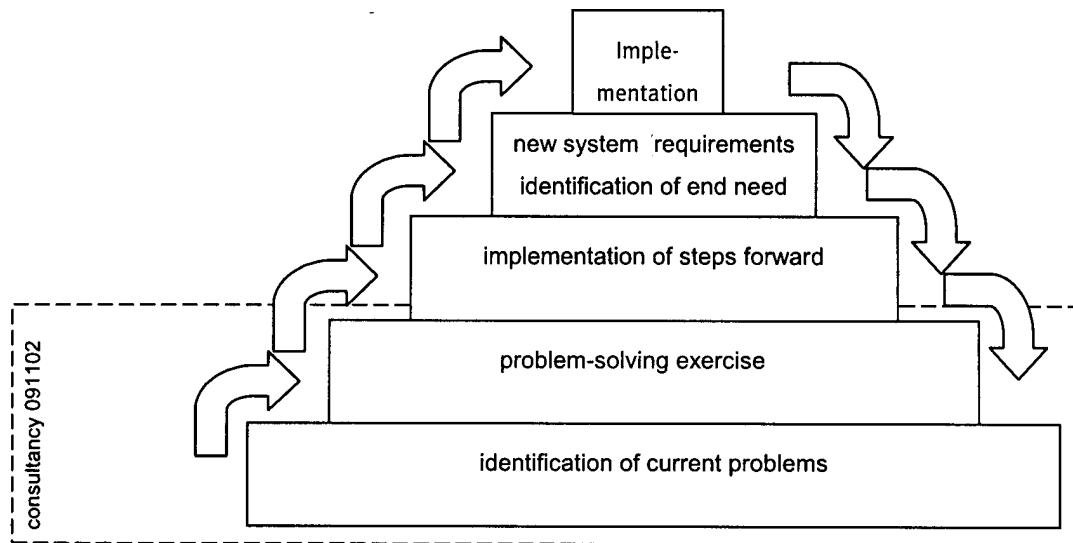 Imple-
mentation
new system requirements
identification of end need
implementation of steps forward
problem-solving exercise
identification of current problems
consultancy 091102